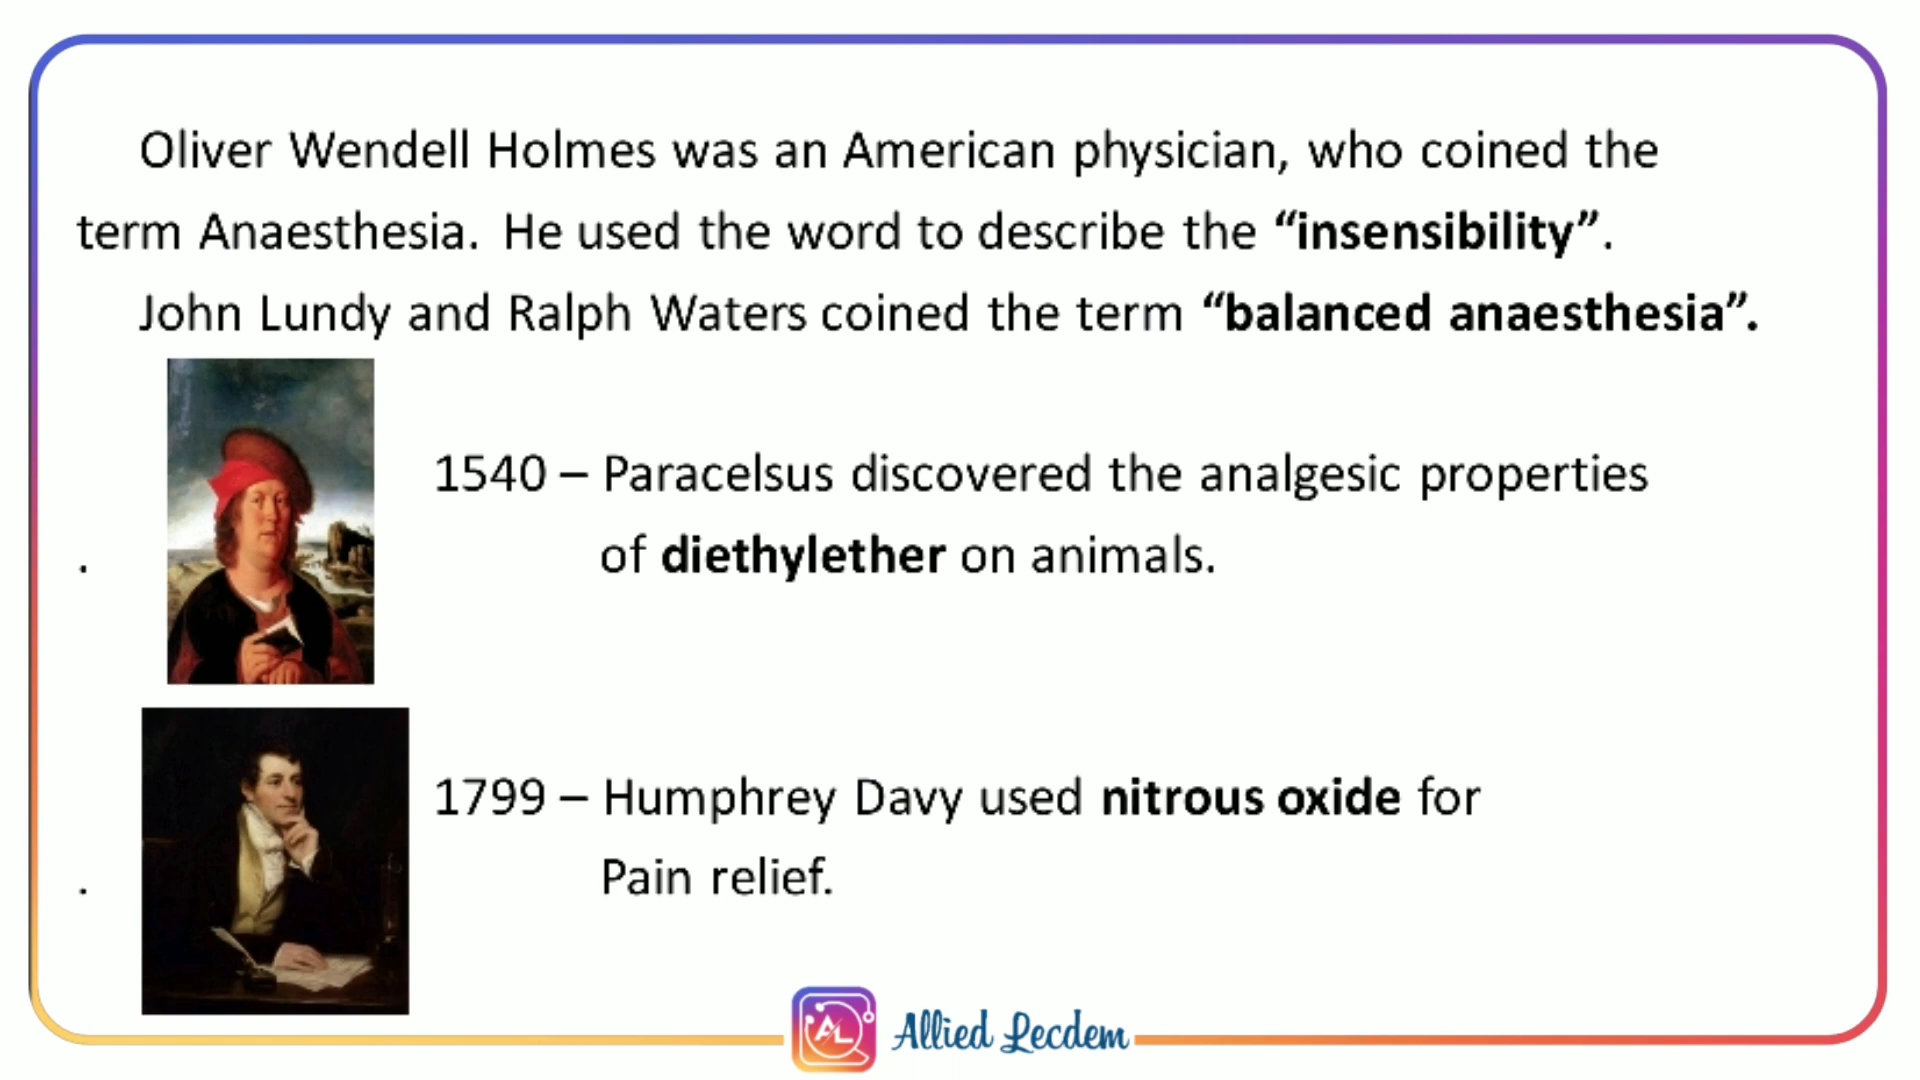 Oliver Wendell Holmes was an American physician, who coined the
term Anaesthesia. He used the word to describe the “insensibility”.
John Lundy and Ralph Waters coined the term “balanced anaesthesia”.
1540 – Paracelsus discovered the analgesic properties
. of diethylether on animals.
1799 – Humphrey Davy used nitrous oxide for
. Pain relief.
AL Allied Lecdem